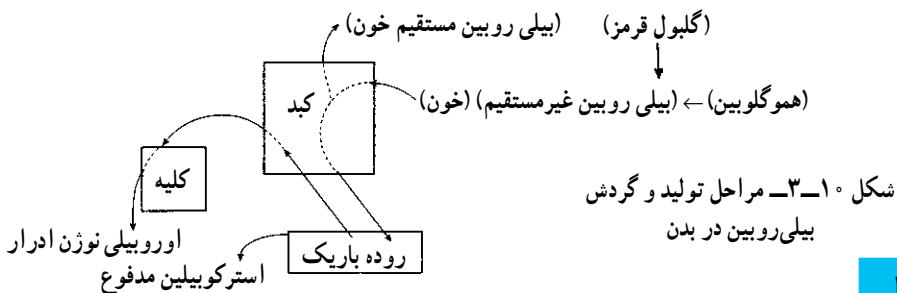 (گلبول قرمز) (بیلی روبین مستقیم خون)
کبد
(هموگلوبین) ← (بیلی روبین غیرمستقیم) (خون)
کلیه
شکل ۱۰ــ۳ــ مراحل تولید و گردش
بیلی‌روبین در بدن
اوروبیلی نوژن ادرار
روده باریک
استرکوبیلین مدفوع